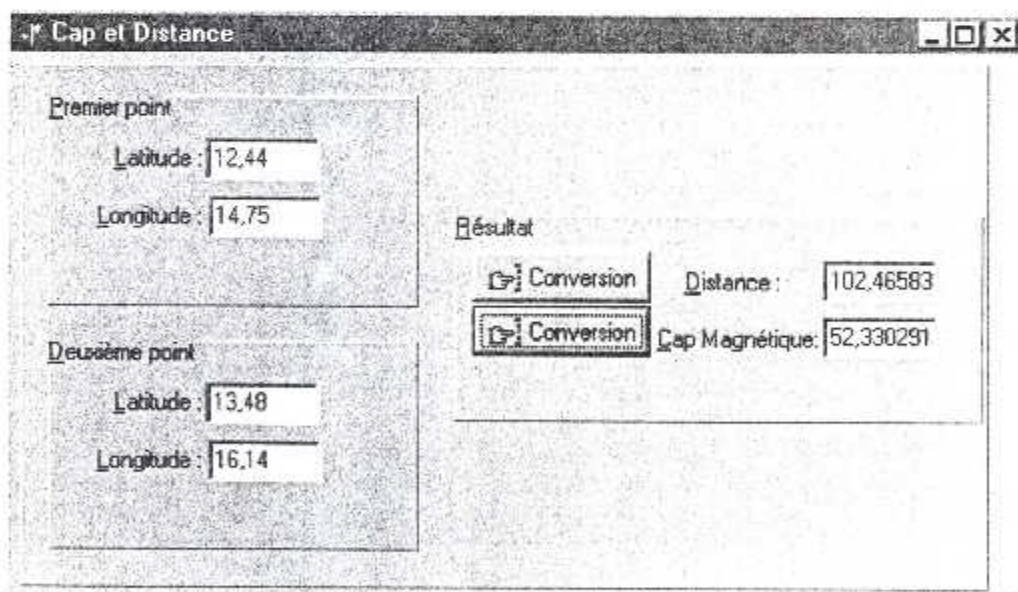 Cap et Distance
Premier point
Latitude : 12,44
Longitude : 14,75
Deuxième point
Latitude : 13,48
Longitude : 16,14
Résultat
Conversion Distance : 102,46583
Conversion Cap Magnétique: 52,330291